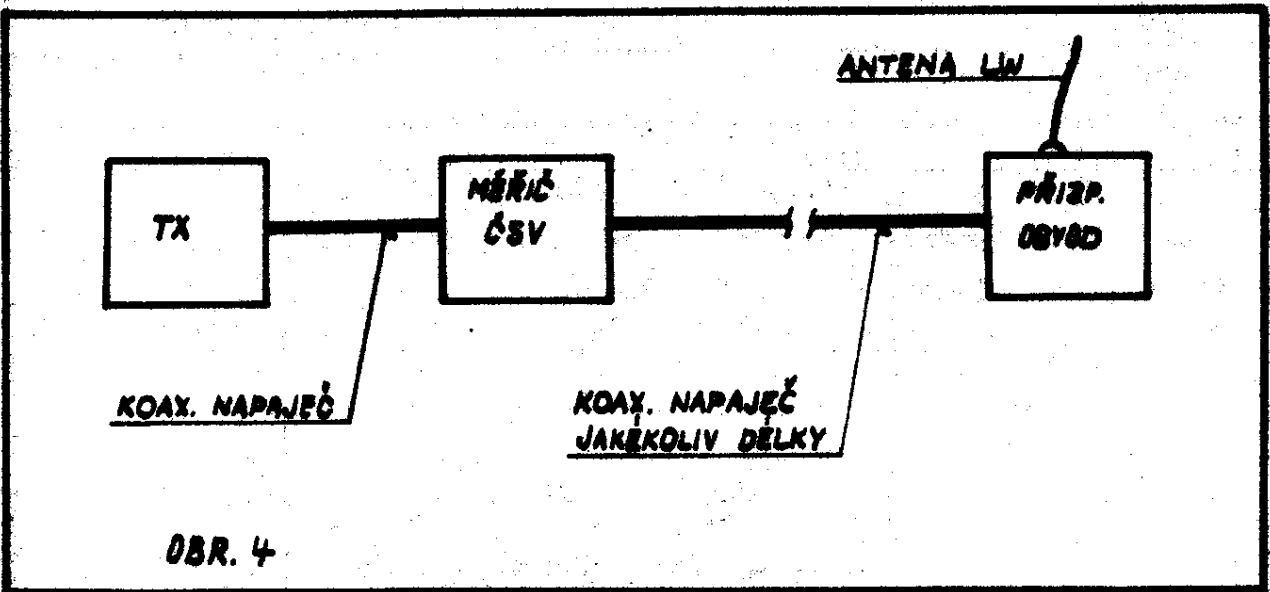 ANTENA LW
TX
MĚŘIČ
ČSV
PŘIZP.
OBVOD
KOAX. NAPAJEČ
KOAX. NAPAJEČ
JAKÉKOLIV DÉLKY
OBR. 4